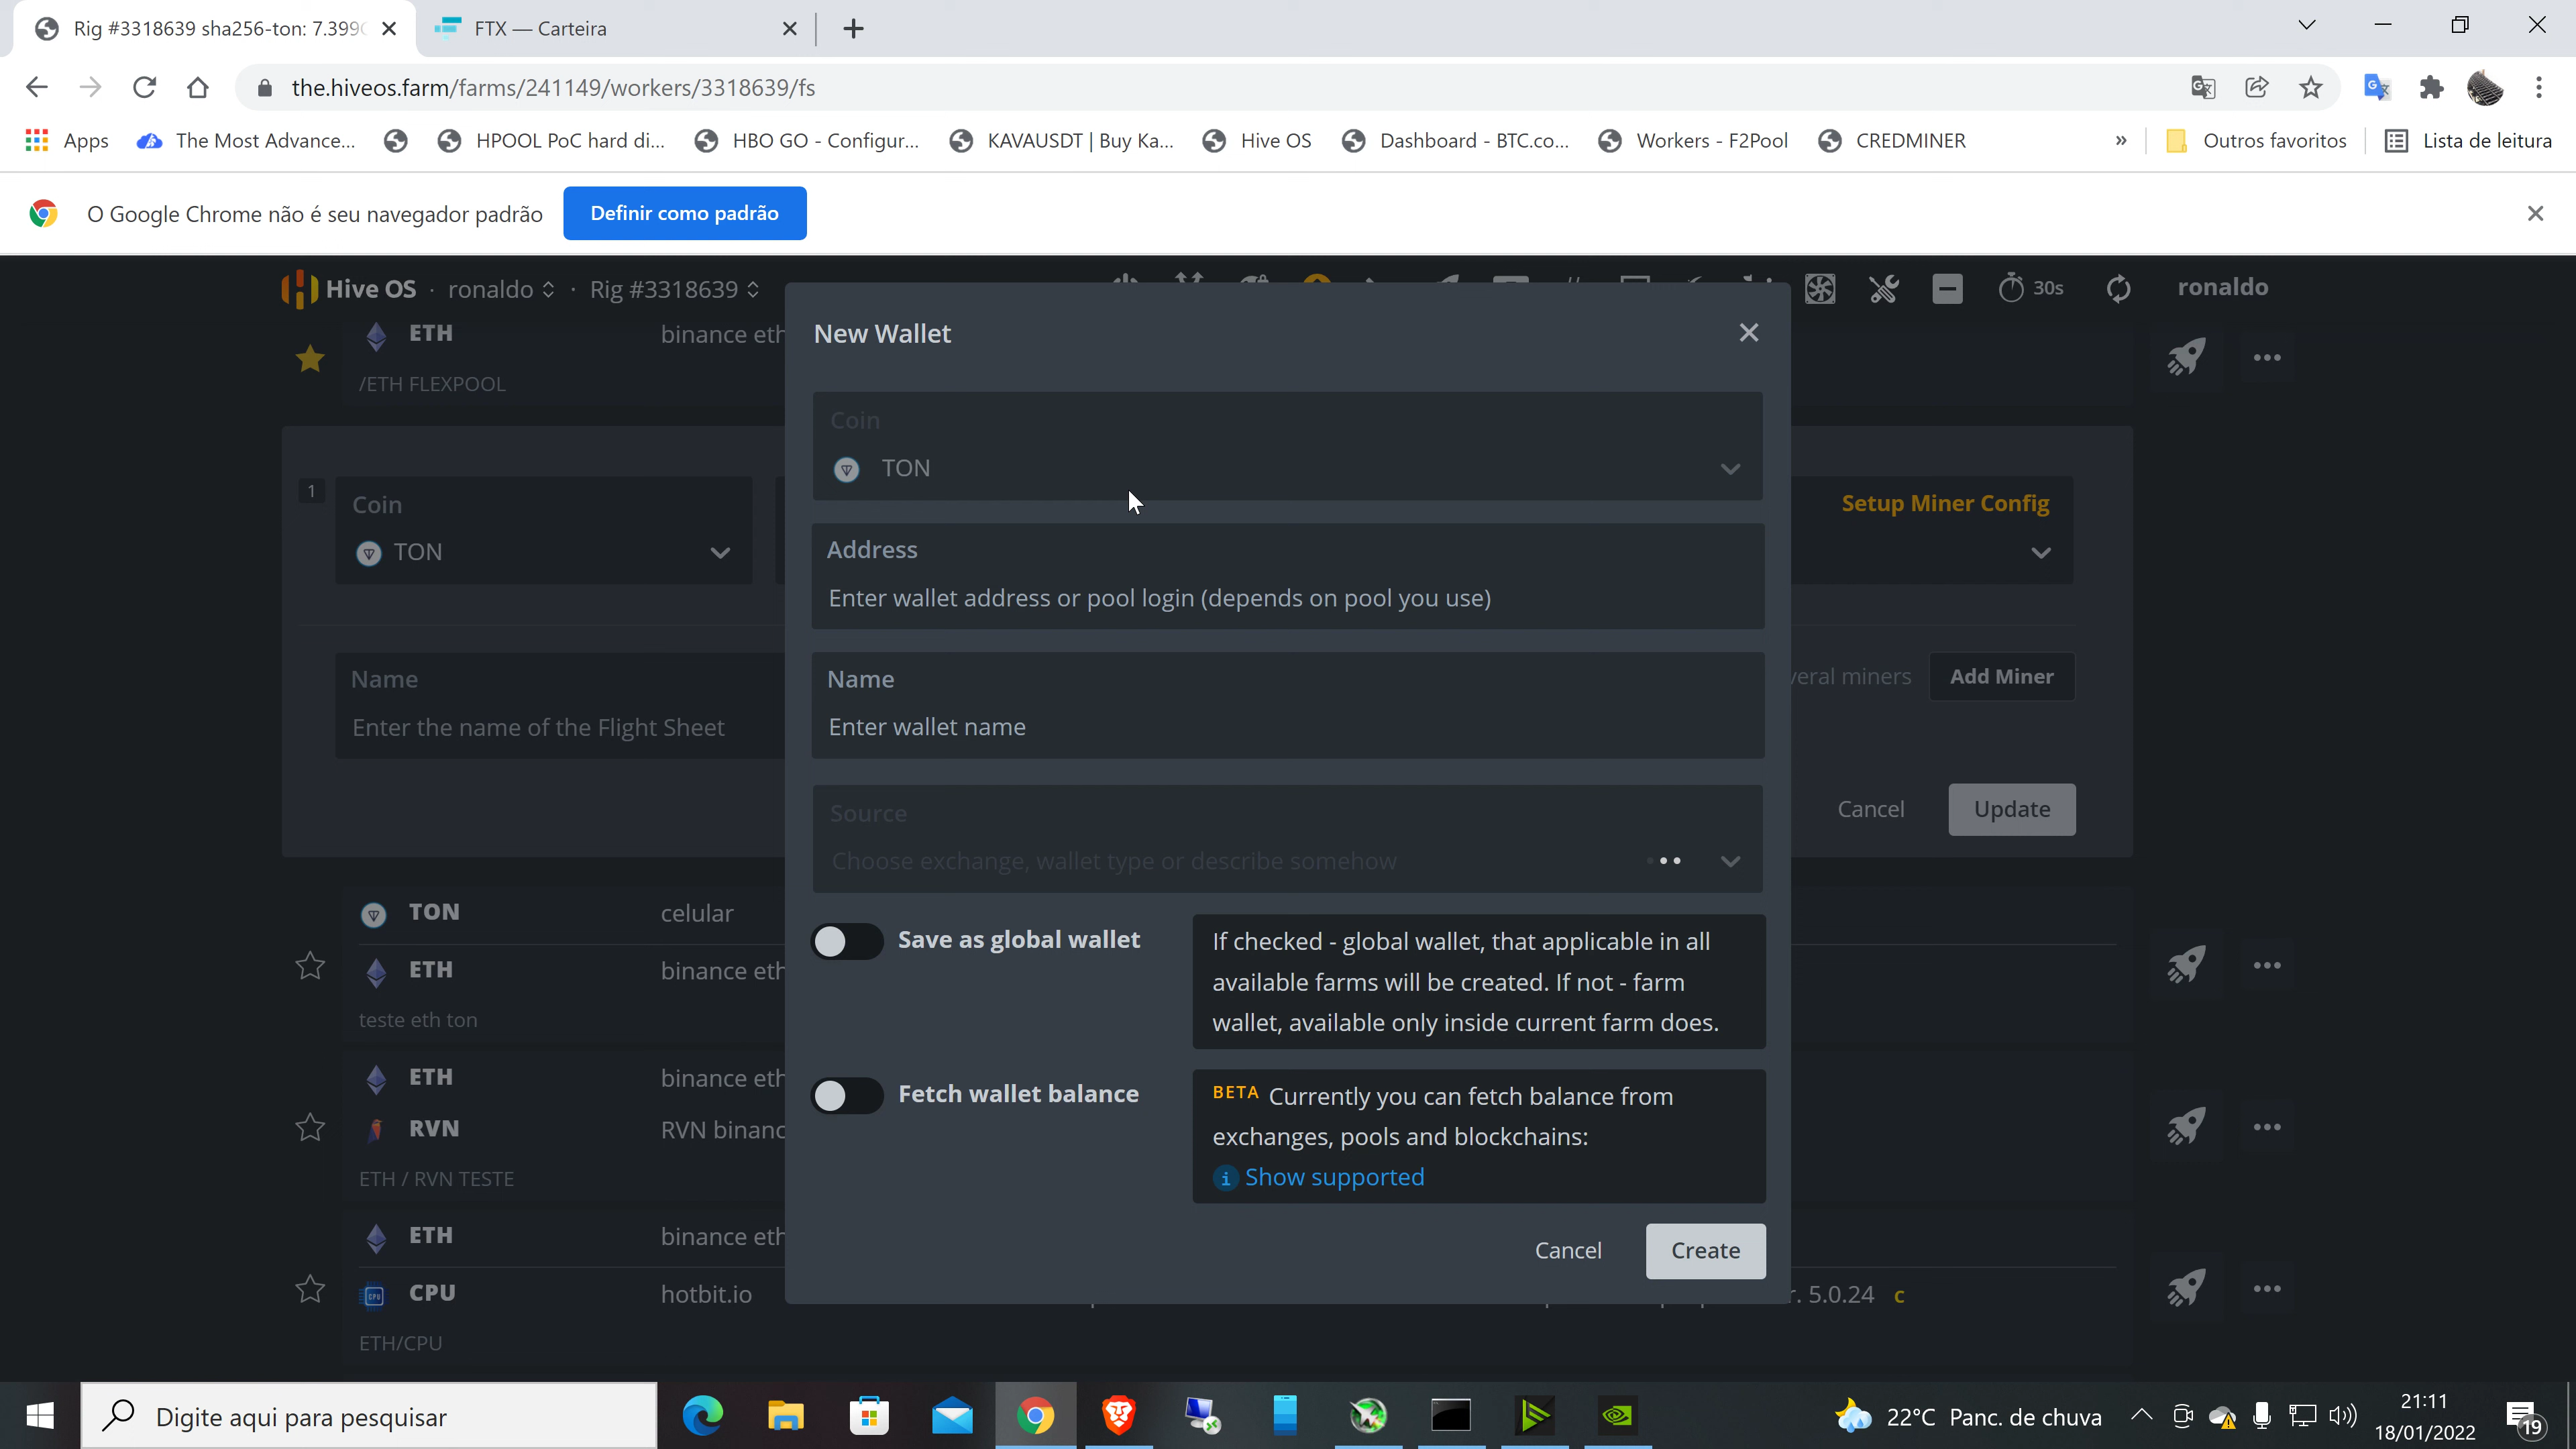 Rig #3318639 sha256-ton: 7.399
FTX — Carteira
the.hiveos.farm/farms/241149/workers/3318639/fs
Apps
The Most Advance...
HPOOL PoC hard di...
HBO GO - Configur...
KAVAUSDT | Buy Ka...
Hive OS
Dashboard - BTC.co...
Workers - F2Pool
CREDMINER
»
Outros favoritos
Lista de leitura
O Google Chrome não é seu navegador padrão
Definir como padrão
Hive OS · ronaldo · Rig #3318639
30s
ronaldo
ETH binance eth
/ETH FLEXPOOL
1
Coin
TON
Setup Miner Config
Name
Enter the name of the Flight Sheet
veral miners
Add Miner
Cancel
Update
New Wallet
Coin
TON
Address
Enter wallet address or pool login (depends on pool you use)
Name
Enter wallet name
Source
Choose exchange, wallet type or describe somehow
Save as global wallet
If checked - global wallet, that applicable in all
available farms will be created. If not - farm
wallet, available only inside current farm does.
Fetch wallet balance
BETA Currently you can fetch balance from
exchanges, pools and blockchains:
Show supported
Cancel
Create
TON celular
ETH binance eth
teste eth ton
ETH binance eth
RVN RVN binanc
ETH / RVN TESTE
ETH binance eth
CPU hotbit.io
r. 5.0.24 c
ETH/CPU
Digite aqui para pesquisar
22°C Panc. de chuva
21:11
18/01/2022
19